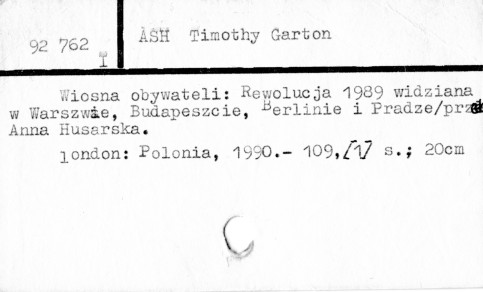 92 762
I
ASH Timothy Garton
Wiosna obywateli: Rewolucja 1989 widziana
w Warszwie, Budapeszcie, Berlinie i Pradze/
Anna Husarska.
london: Polonia, 1990.- 109,[1] s.; 20cm